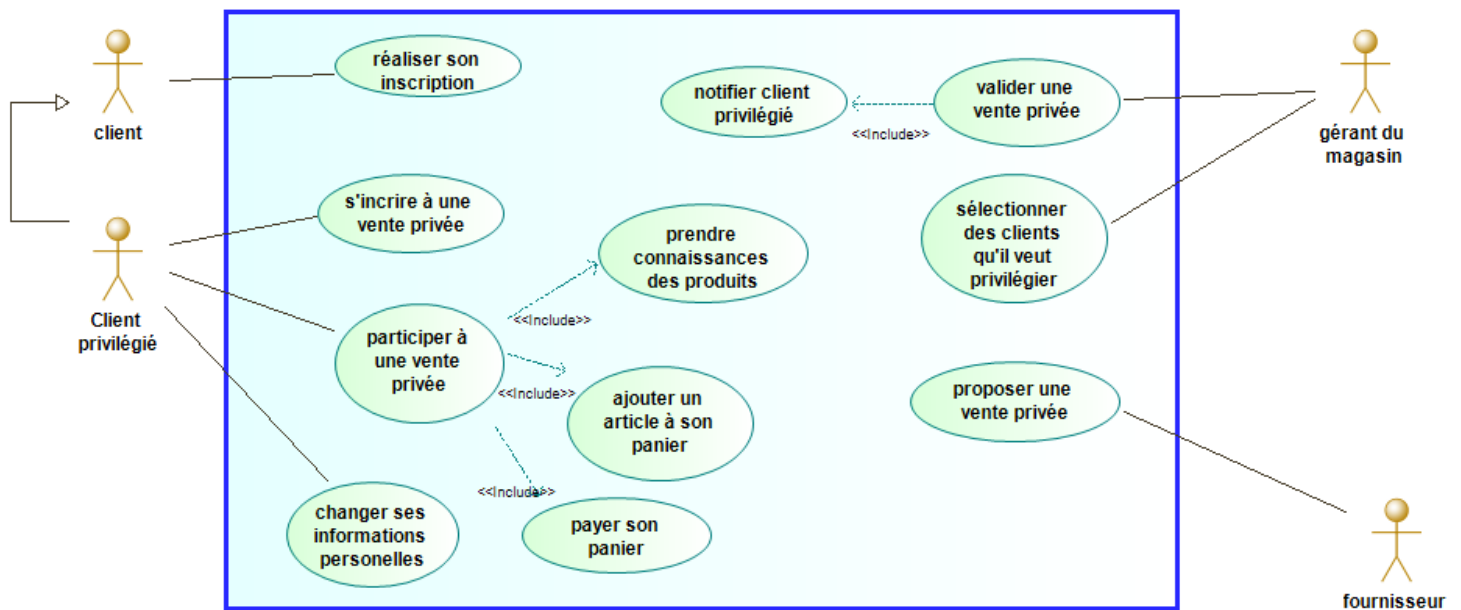 réaliser son
inscription
client
notifier client
privilégié
<<Include>>
valider une
vente privée
gérant du
magasin
s'incrire à une
vente privée
Client
privilégié
prendre
connaissances
des produits
<<Include>>
sélectionner
des clients
qu'il veut
privilégier
participer à
une vente
privée
<<Include>>
ajouter un
article à son
panier
proposer une
vente privée
<<Include>>
changer ses
informations
personelles
payer son
panier
fournisseur